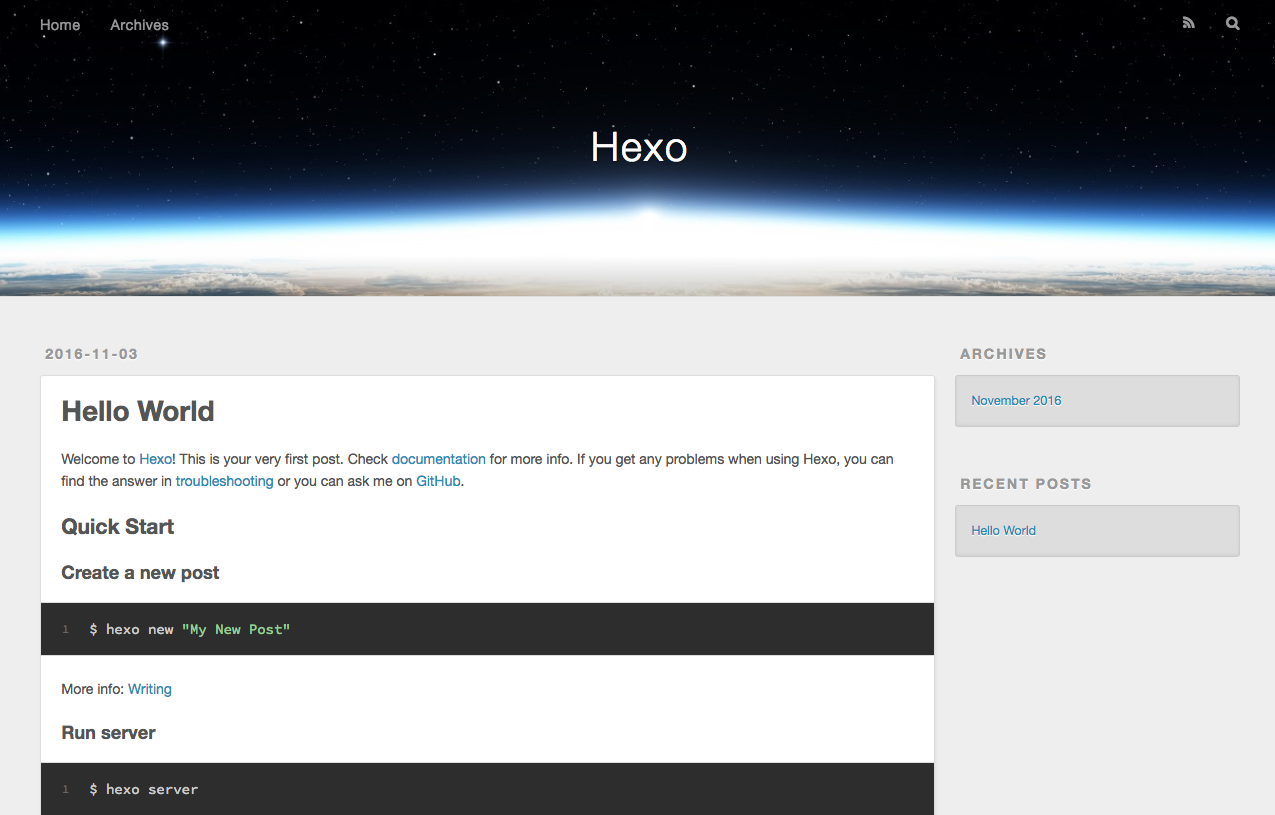 Home Archives
Hexo
2016-11-03
Hello World
Welcome to Hexo! This is your very first post. Check documentation for more info. If you get any problems when using Hexo, you can
find the answer in troubleshooting or you can ask me on GitHub.
Quick Start
Create a new post
1 $ hexo new "My New Post"
More info: Writing
Run server
1 $ hexo server
ARCHIVES
November 2016
RECENT POSTS
Hello World